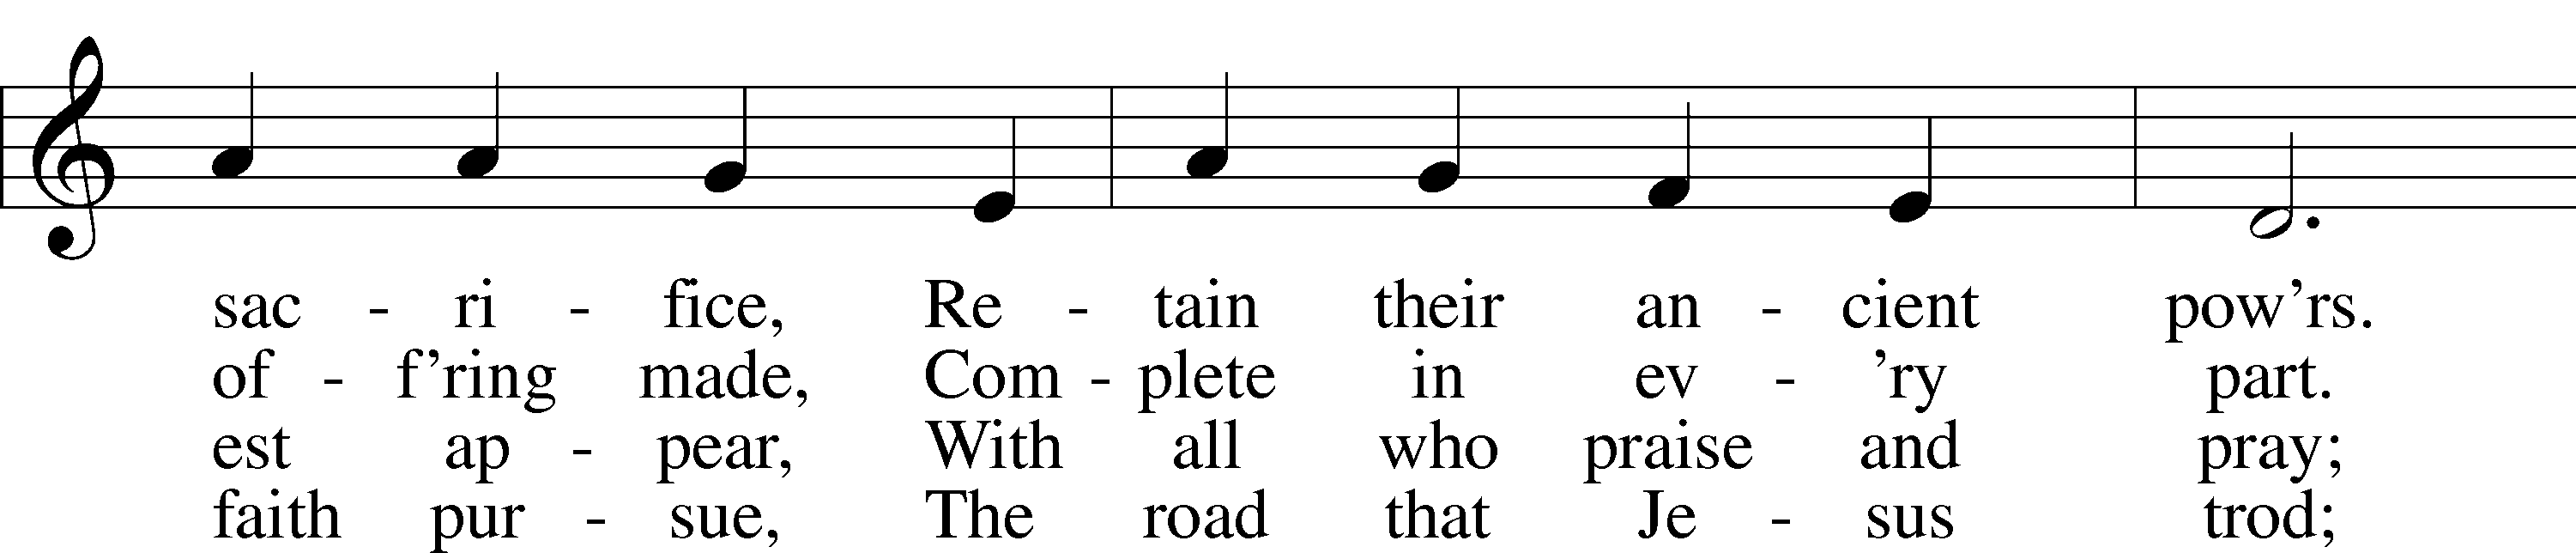 sac - ri - fice, Re - tain their an - cient pow'rs.
of - f'ring made, Com - plete in ev - 'ry part.
est ap - pear, With all who praise and pray;
faith pur - sue, The road that Je - sus trod;